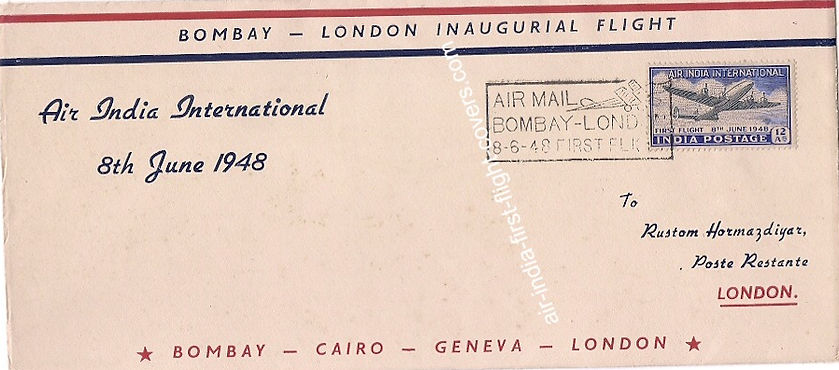 BOMBAY — LONDON INAUGURIAL FLIGHT
Air India International
8th June 1948
AIR MAIL
BOMBAY-LOND
8-6-48 FIRST FLI
AIR INDIA INTERNATIONAL
FIRST FLIGHT 8TH JUNE 1948
12 AS
INDIA POSTAGE
To
Rustom Hormazdiyar,
Poste Restante
LONDON.
★ BOMBAY — CAIRO — GENEVA — LONDON ★
air-india-first-flight-covers.com